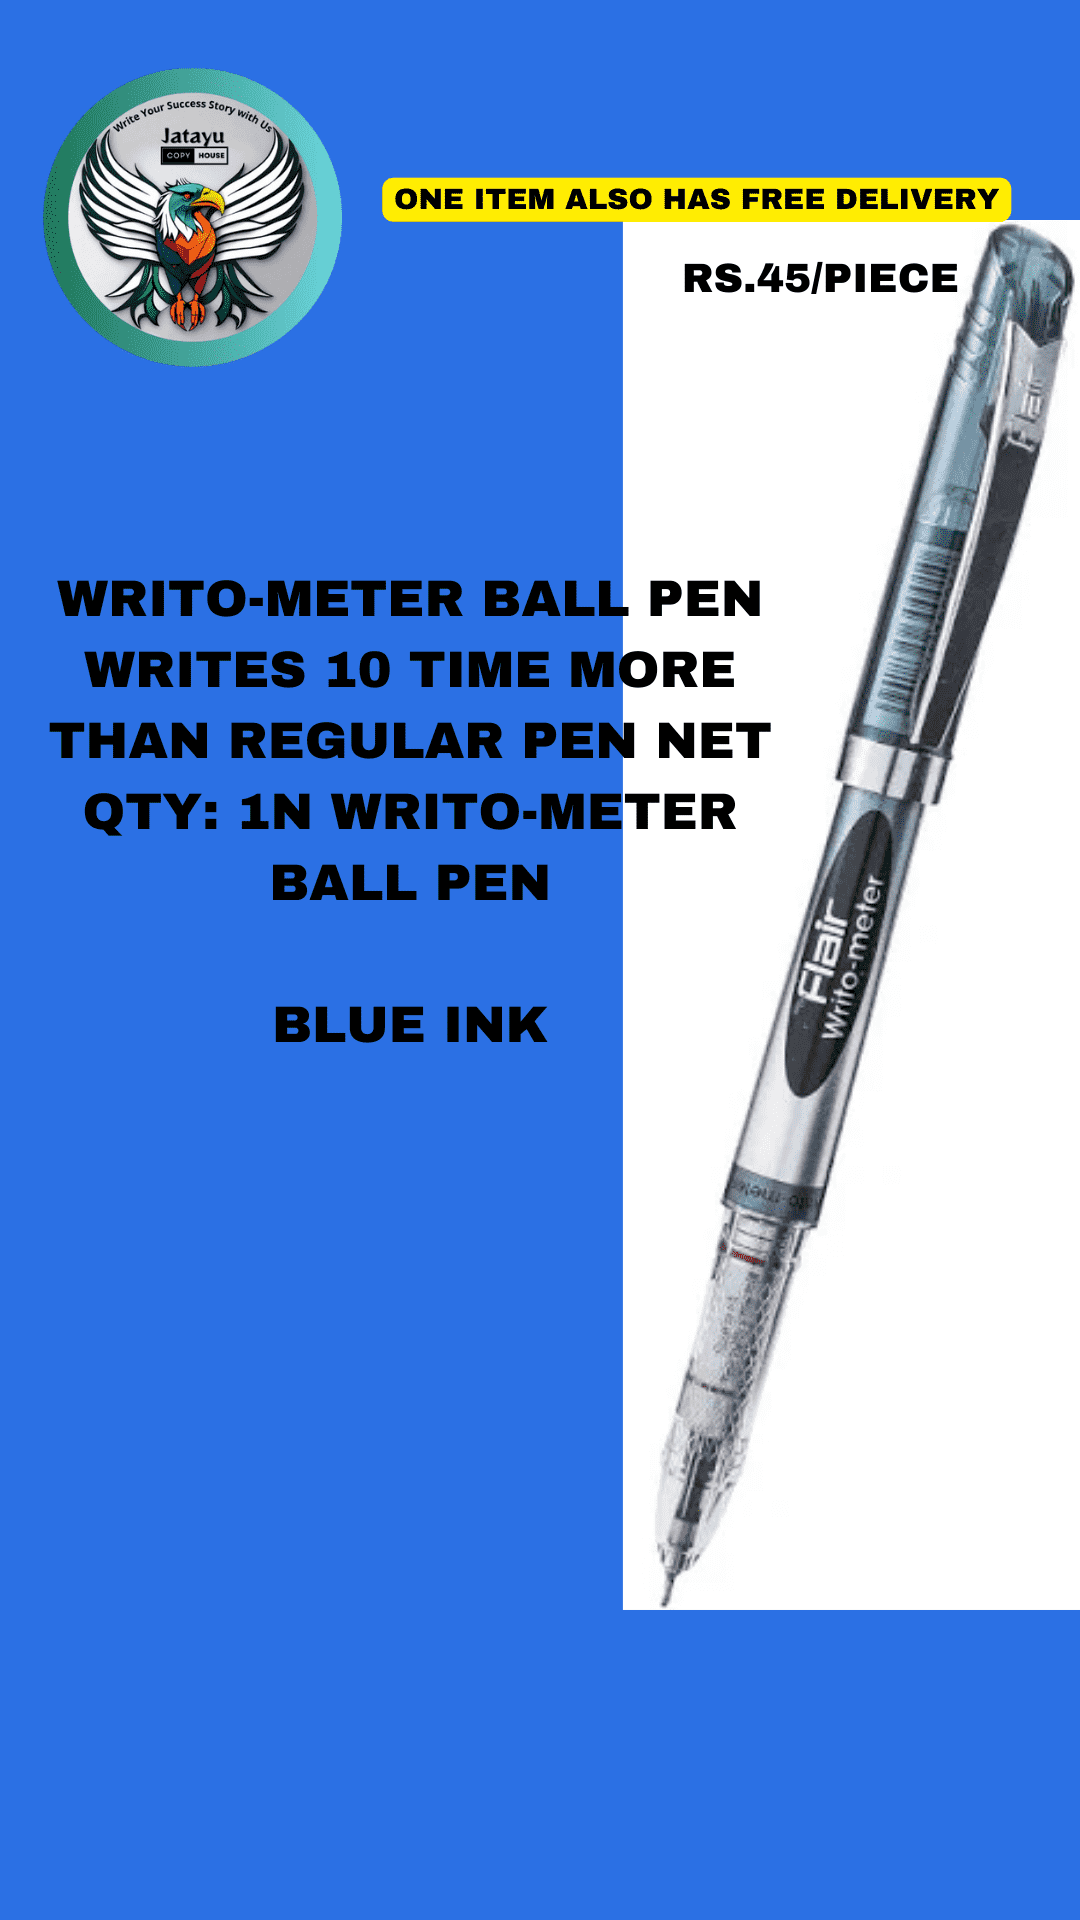 Write Your Success Story with Us
Jatayu
COPY HOUSE
ONE ITEM ALSO HAS FREE DELIVERY
RS.45/PIECE
Flair
WRITO-METER BALL PEN
WRITES 10 TIME MORE
THAN REGULAR PEN NET
QTY: 1N WRITO-METER
BALL PEN
BLUE INK
Flair
Writo-meter